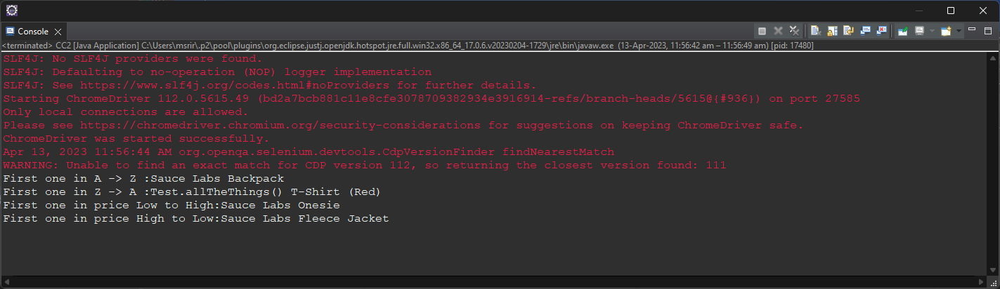 Console
<terminated> CC2 [Java Application] C:\Users\msrir\.p2\pool\plugins\org.eclipse.justj.openjdk.hotspot.jre.full.win32.x86_64_17.0.6.v20230204-1729\jre\bin\javaw.exe (13-Apr-2023, 11:56:42 am – 11:56:49 am) [pid: 17480]
SLF4J: No SLF4J providers were found.
SLF4J: Defaulting to no-operation (NOP) logger implementation
SLF4J: See https://www.slf4j.org/codes.html#noProviders for further details.
Starting ChromeDriver 112.0.5615.49 (bd2a7bcb881c11e8cfe3078709382934e3916914-refs/branch-heads/5615@{#936}) on port 27585
Only local connections are allowed.
Please see https://chromedriver.chromium.org/security-considerations for suggestions on keeping ChromeDriver safe.
ChromeDriver was started successfully.
Apr 13, 2023 11:56:44 AM org.openqa.selenium.devtools.CdpVersionFinder findNearestMatch
WARNING: Unable to find an exact match for CDP version 112, so returning the closest version found: 111
First one in A -> Z :Sauce Labs Backpack
First one in Z -> A :Test.allTheThings() T-Shirt (Red)
First one in price Low to High:Sauce Labs Onesie
First one in price High to Low:Sauce Labs Fleece Jacket